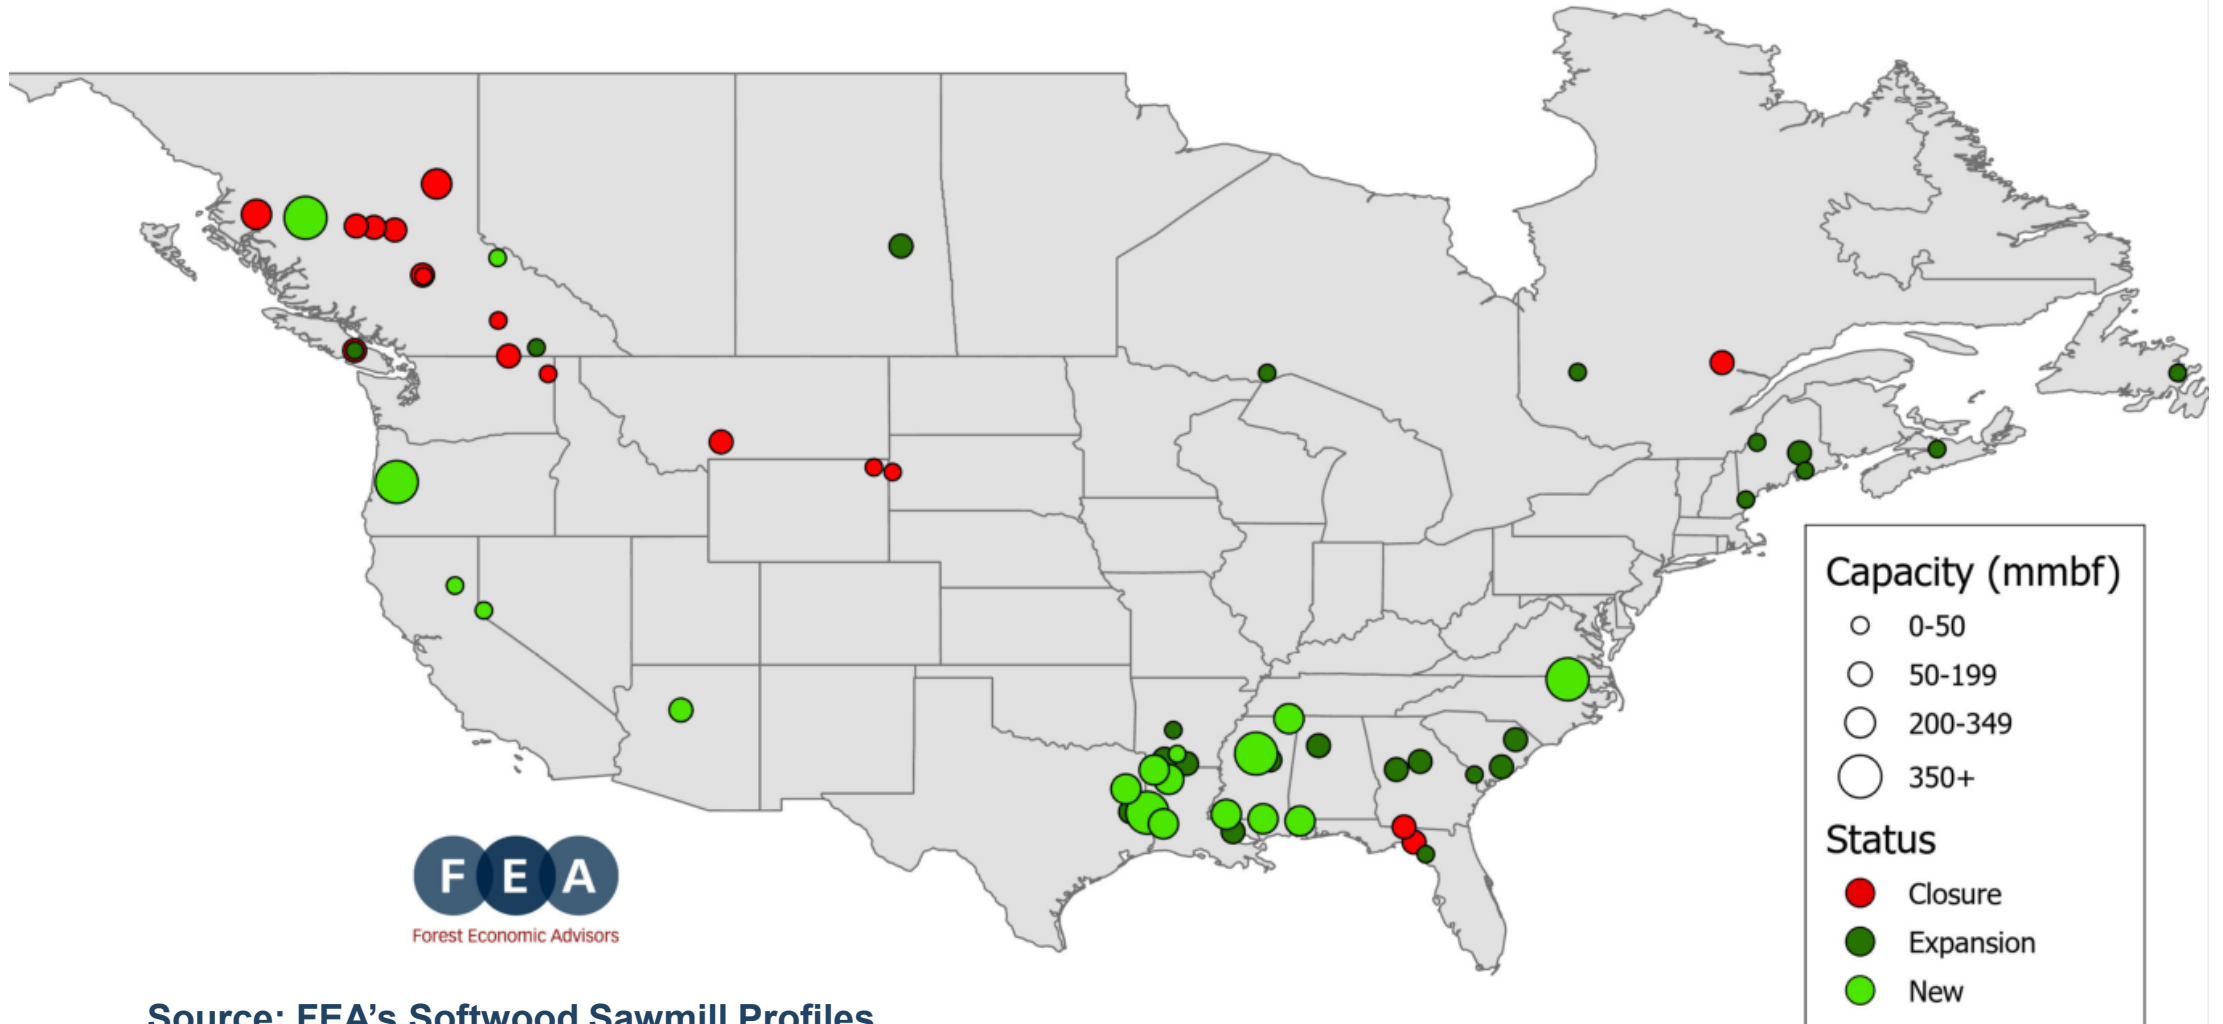 Capacity (mmbf)
0-50
50-199
200-349
350+
Status
Closure
Expansion
New
F E A
Forest Economic Advisors
Source: FEA's Softwood Sawmill Profiles